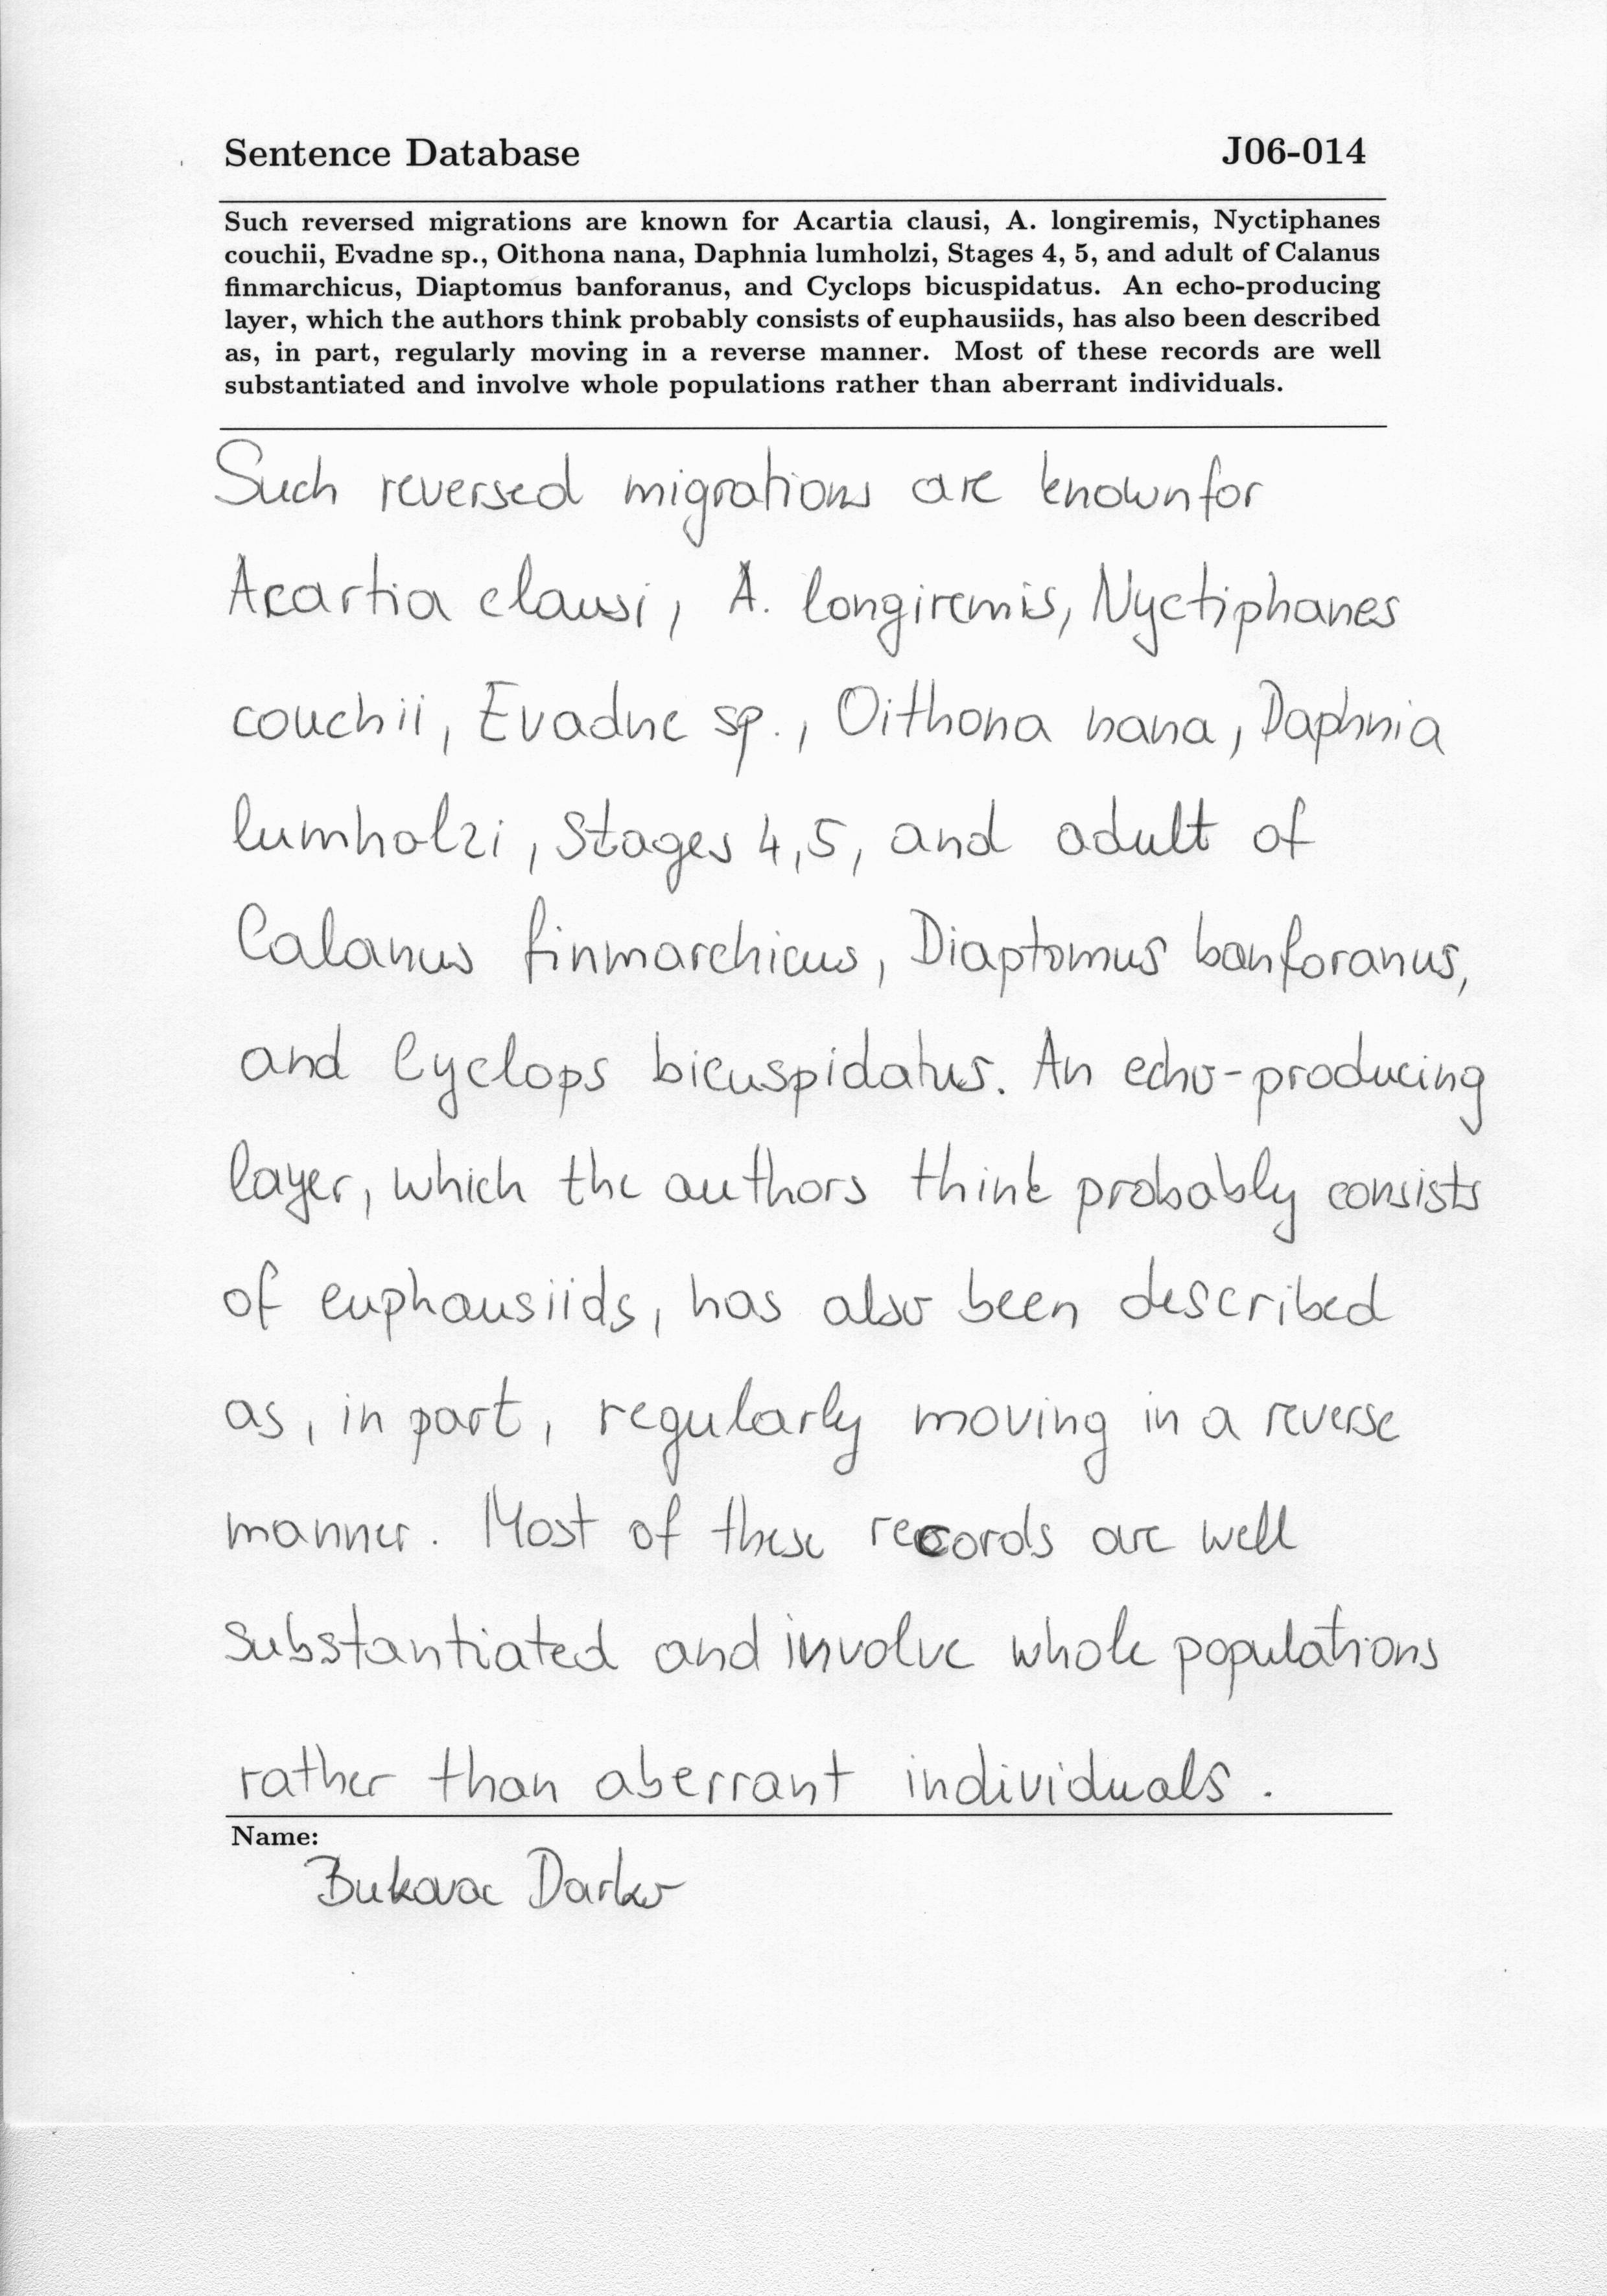 Sentence Database J06-014
Such reversed migrations are known for Acartia clausi, A. longiremis, Nyctiphanes
couchii, Evadne sp., Oithona nana, Daphnia lumholzi, Stages 4, 5, and adult of Calanus
finmarchicus, Diaptomus banforanus, and Cyclops bicuspidatus. An echo-producing
layer, which the authors think probably consists of euphausiids, has also been described
as, in part, regularly moving in a reverse manner. Most of these records are well
substantiated and involve whole populations rather than aberrant individuals.
Such reversed migrations are known for
Acartia clausi, A. longiremis, Nyctiphanes
couchii, Evadne sp., Oithona nana, Daphnia
lumholzi, Stages 4,5, and adult of
Calanus finmarchicus, Diaptomus banforanus,
and Cyclops bicuspidatus. An echo-producing
layer, which the authors think probably consists
of euphausiids, has also been described
as, in part, regularly moving in a reverse
manner. Most of these records are well
substantiated and involve whole populations
rather than aberrant individuals.
Name:
Bukovac Darko